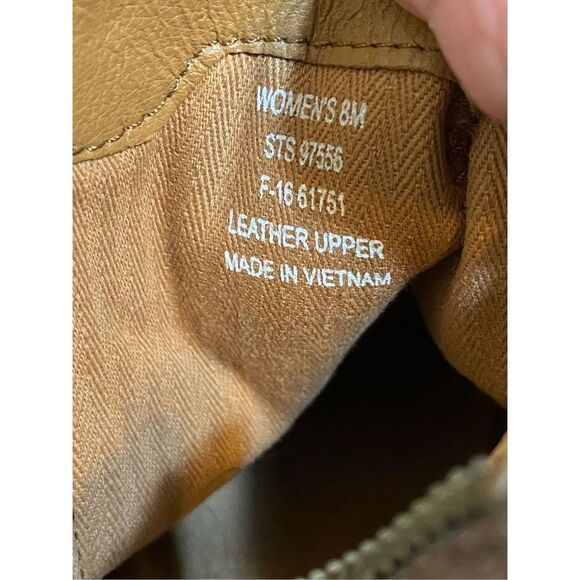 WOMEN'S 8M
STS 97556
F-16 61751
LEATHER UPPER
MADE IN VIETNAM